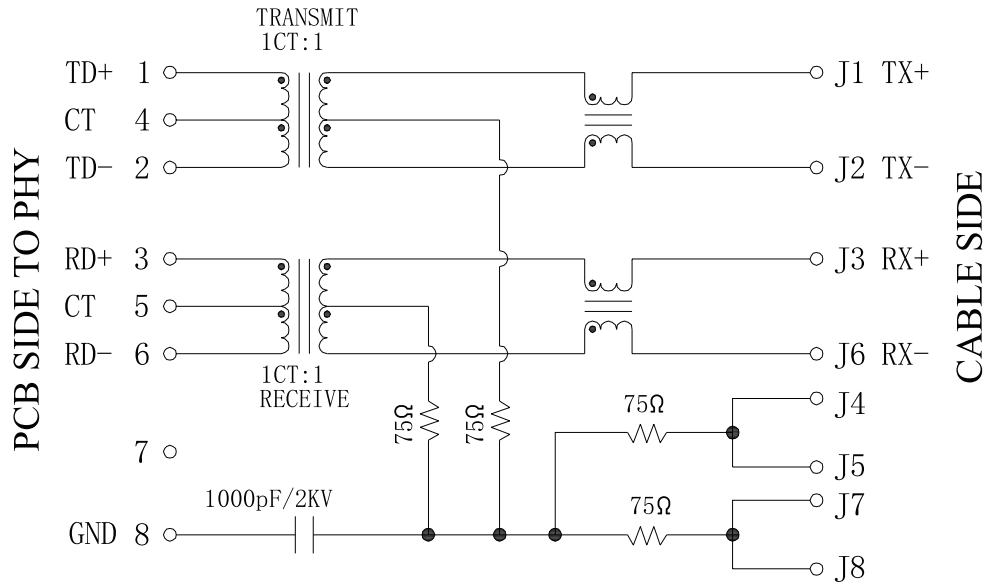 TRANSMIT
1CT:1
TD+ 1
CT 4
TD- 2
J1 TX+
J2 TX-
RD+ 3
CT 5
RD- 6
J3 RX+
J6 RX-
1CT:1
RECEIVE
PCB SIDE TO PHY
CABLE SIDE
75Ω
75Ω
75Ω
J4
J5
7
1000pF/2KV
GND 8
75Ω
J7
J8